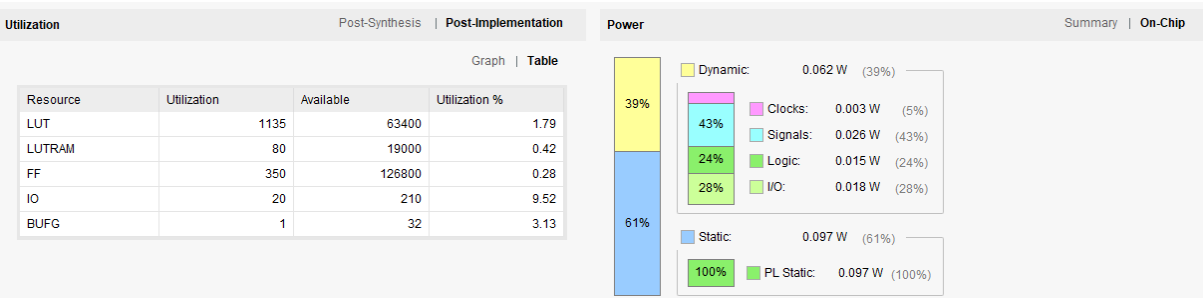 Utilization Post-Synthesis | Post-Implementation
Graph | Table
Resource Utilization Available Utilization %
LUT 1135 63400 1.79
LUTRAM 80 19000 0.42
FF 350 126800 0.28
IO 20 210 9.52
BUFG 1 32 3.13
Power Summary | On-Chip
39%
61%
Dynamic: 0.062 W (39%)
Clocks: 0.003 W (5%)
43% Signals: 0.026 W (43%)
24% Logic: 0.015 W (24%)
28% I/O: 0.018 W (28%)
Static: 0.097 W (61%)
100% PL Static: 0.097 W (100%)